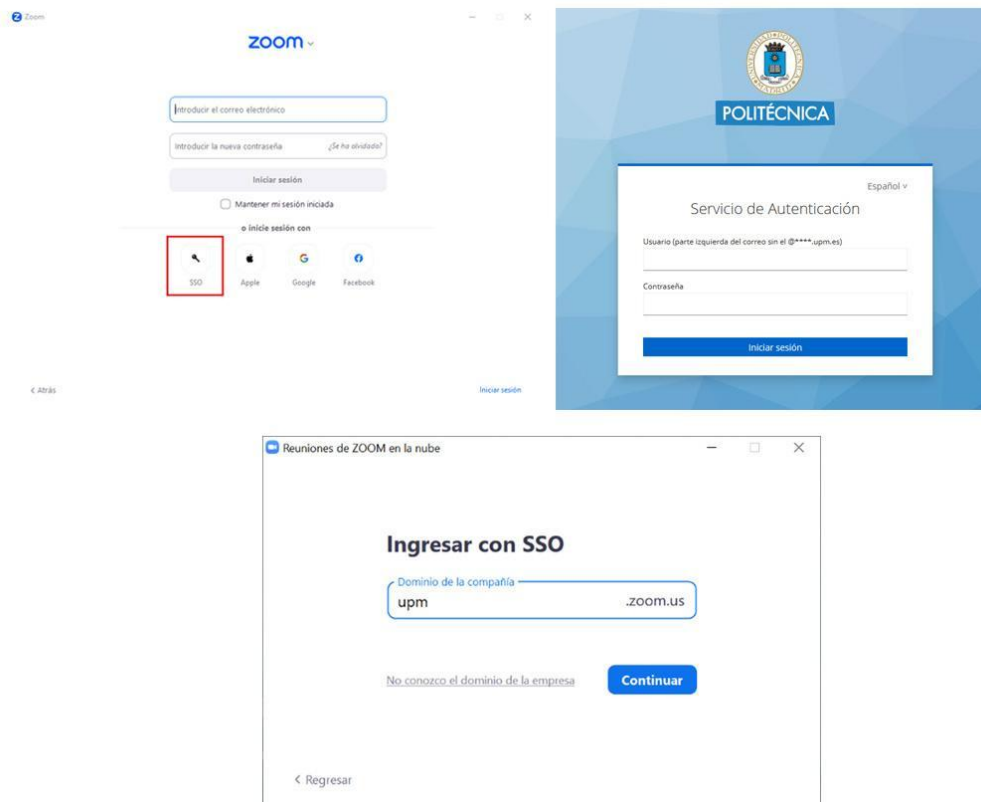 Zoom
zoom
Introducir el correo electrónico
Introducir la nueva contraseña ¿Se ha olvidado?
Iniciar sesión
Mantener mi sesión iniciada
o inicie sesión con
SSO Apple Google Facebook
< Atrás Iniciar sesión
UNIVERSIDAD POLITÉCNICA MADRID
POLITÉCNICA
Español
Servicio de Autenticación
Usuario (parte izquierda del correo sin el @****.upm.es)
Contraseña
Iniciar sesión
Reuniones de ZOOM en la nube
Ingresar con SSO
Dominio de la compañía
upm .zoom.us
No conozco el dominio de la empresa Continuar
< Regresar